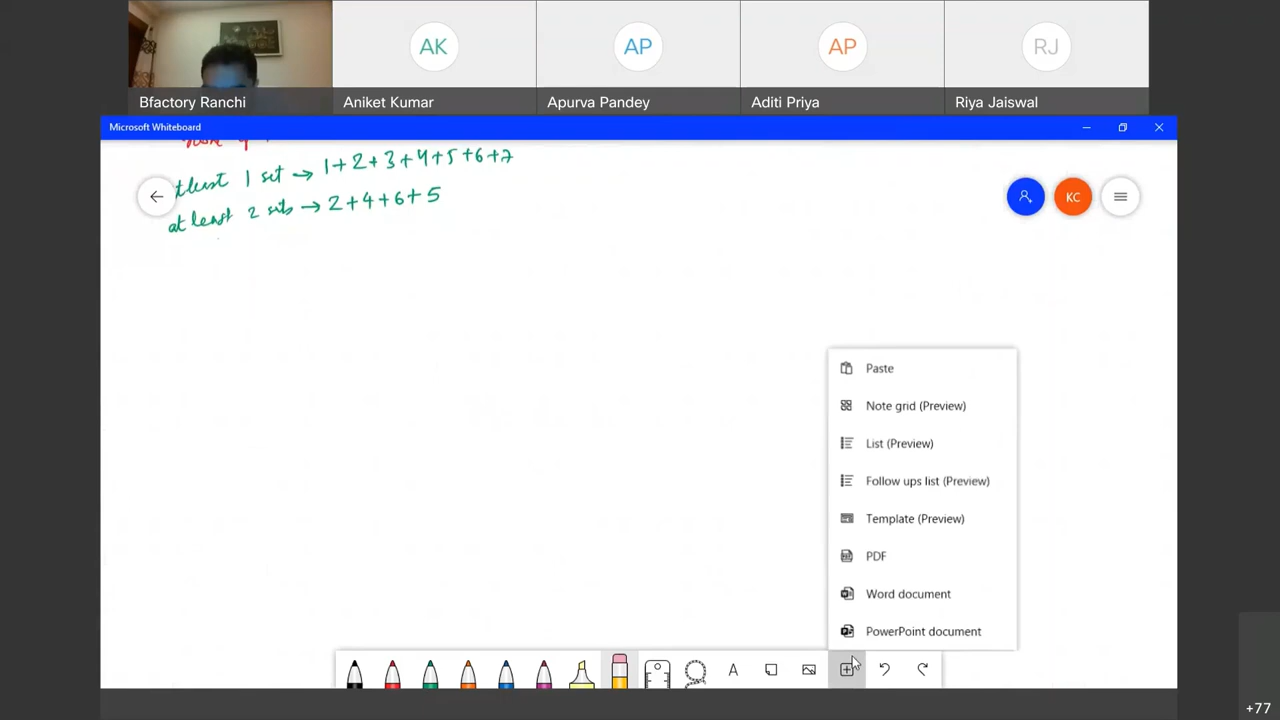 AK
AP
AP
RJ
Bfactory Ranchi
Aniket Kumar
Apurva Pandey
Aditi Priya
Riya Jaiswal
Microsoft Whiteboard
tleast 1 set → 1+2+3+4+5+6+7
at least 2 sets → 2+4+6+5
KC
Paste
Note grid (Preview)
List (Preview)
Follow ups list (Preview)
Template (Preview)
PDF
Word document
PowerPoint document
A
+77